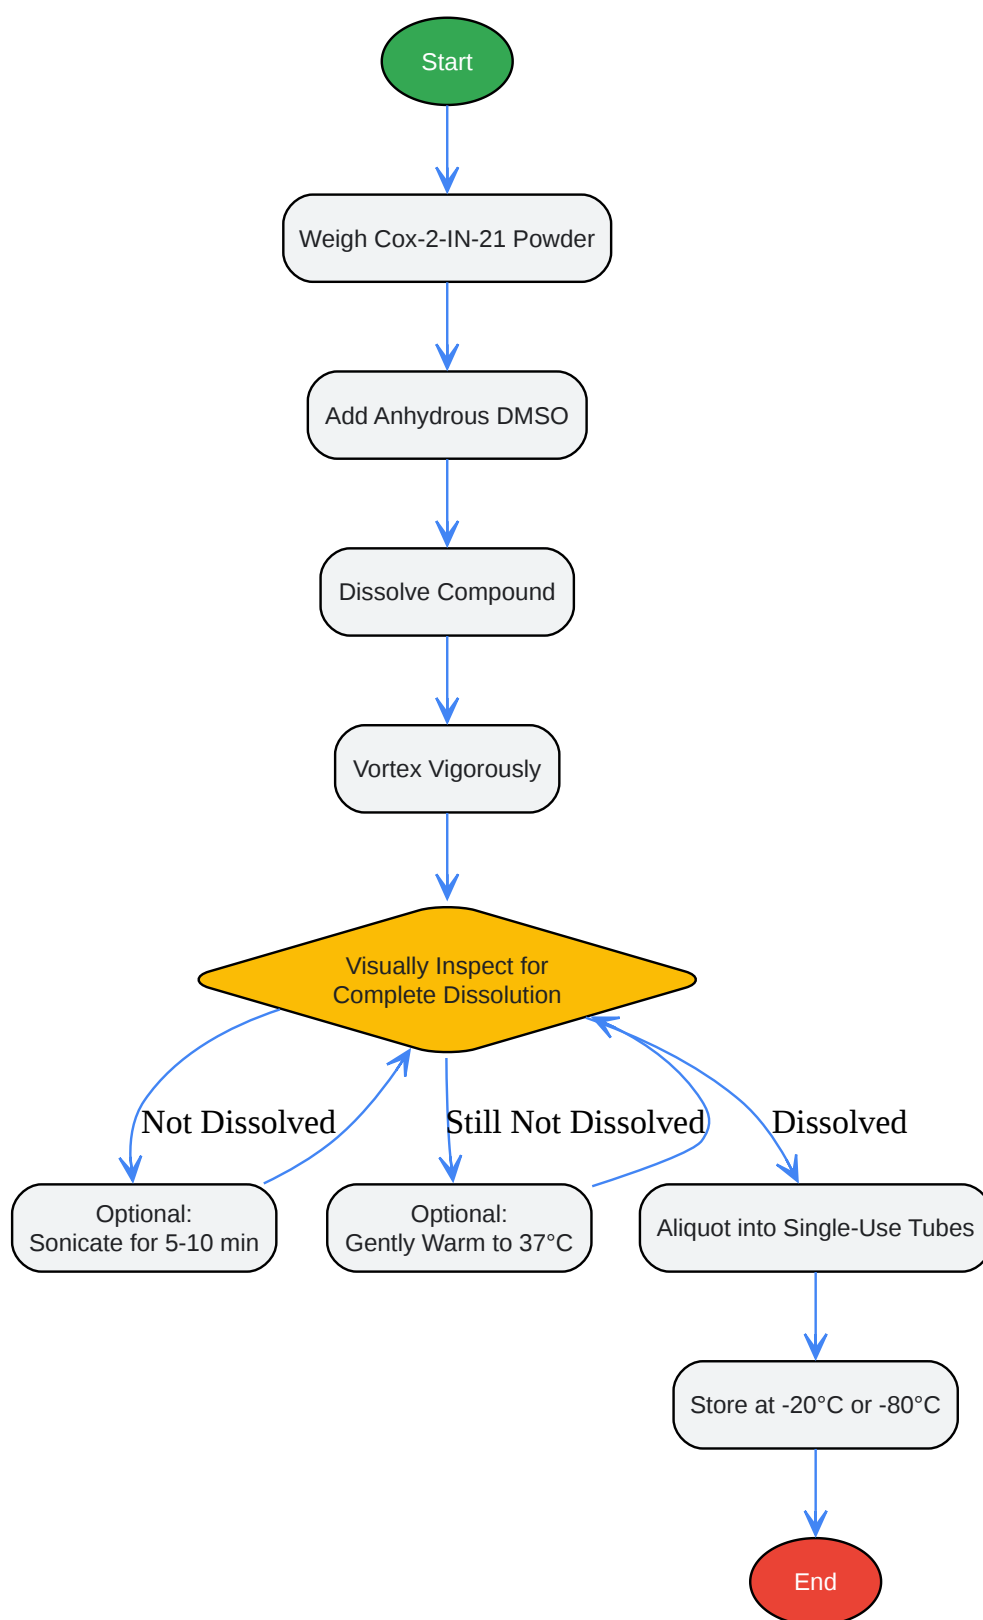 Start
Weigh Cox-2-IN-21 Powder
Add Anhydrous DMSO
Dissolve Compound
Vortex Vigorously
Visually Inspect for
Complete Dissolution
Not Dissolved
Still Not Dissolved
Dissolved
Optional:
Sonicate for 5-10 min
Optional:
Gently Warm to 37°C
Aliquot into Single-Use Tubes
Store at -20°C or -80°C
End